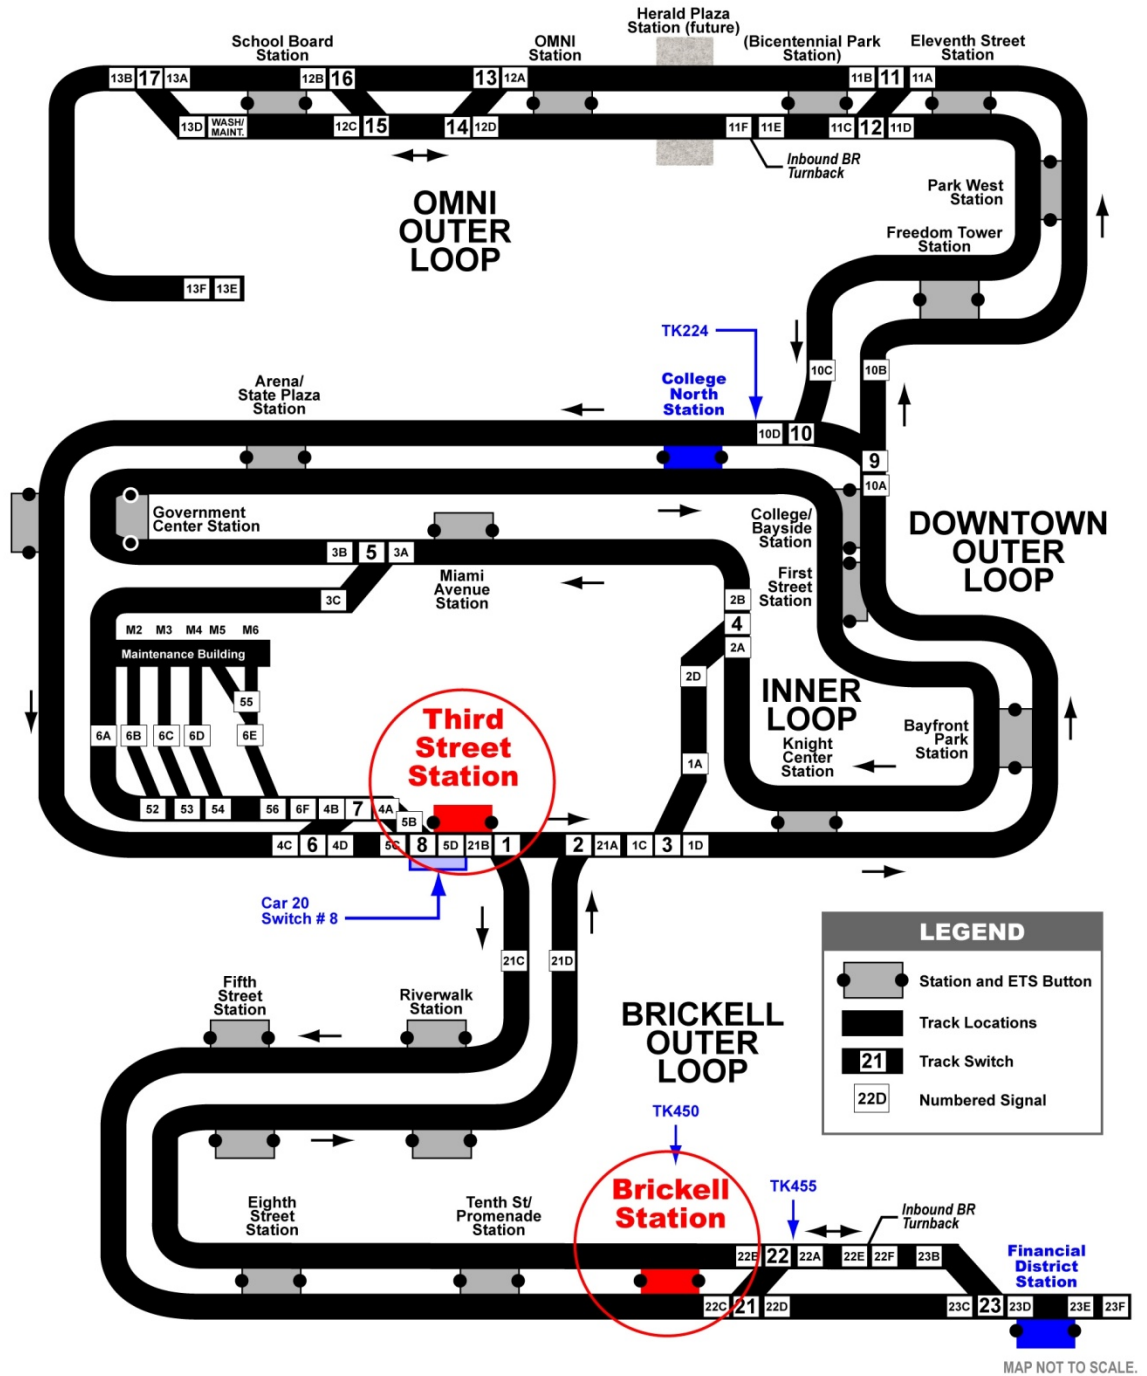 Herald Plaza
Station (future)
School Board
Station
OMNI
Station
(Bicentennial Park
Station)
Eleventh Street
Station
13B 17 13A
12B 16
13 12A
11B 11 11A
13D WASH/
MAINT.
12C 15
14 12D
11F 11E
11C 12 11D
Inbound BR
Turnback
OMNI
OUTER
LOOP
Park West
Station
Freedom Tower
Station
13F 13E
TK224
10C
10B
Arena/
State Plaza
Station
College
North
Station
10D 10
9
10A
Government
Center Station
College/
Bayside
Station
DOWNTOWN
OUTER
LOOP
3B 5 3A
Miami
Avenue
Station
First
Street
Station
3C
2B
4
2A
M2 M3 M4 M5 M6
Maintenance Building
2D
55
INNER
LOOP
6A 6B 6C 6D 6E
Third
Street
Station
Knight
Center
Station
Bayfront
Park
Station
1A
52 53 54 56 6F 4B 7 4A
5B
4C 6 4D 5C 8 5D 21B 1 2 21A 1C 3 1D
Car 20
Switch # 8
LEGEND
Station and ETS Button
Track Locations
21 Track Switch
22D Numbered Signal
21C
21D
Fifth
Street
Station
Riverwalk
Station
BRICKELL
OUTER
LOOP
TK450
Eighth
Street
Station
Tenth St/
Promenade
Station
Brickell
Station
TK455
Inbound BR
Turnback
22B 22 22A 22E 22F 23B
Financial
District
Station
22C 21 22D
23C 23 23D 23E 23F
MAP NOT TO SCALE.